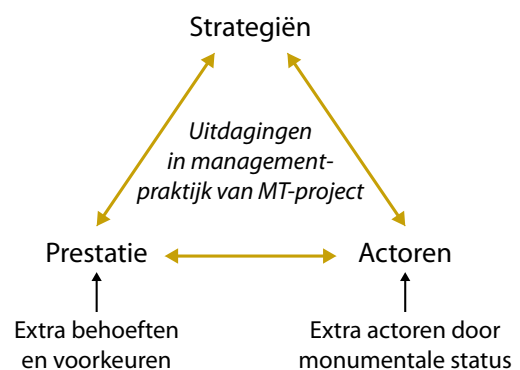 Strategiën
Uitdagingen
in management-
praktijk van MT-project
Prestatie
Actoren
Extra behoeften
en voorkeuren
Extra actoren door
monumentale status